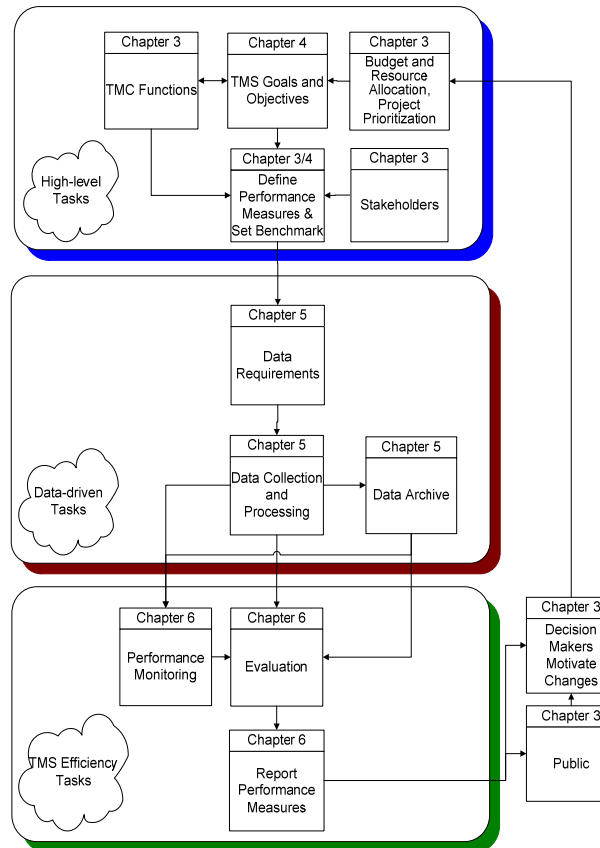 Chapter 3
TMC Functions
Chapter 4
TMS Goals and
Objectives
Chapter 3
Budget and
Resource
Allocation,
Project
Prioritization
High-level
Tasks
Chapter 3/4
Define
Performance
Measures &
Set Benchmark
Chapter 3
Stakeholders
Chapter 5
Data
Requirements
Data-driven
Tasks
Chapter 5
Data Collection
and
Processing
Chapter 5
Data Archive
Chapter 6
Performance
Monitoring
Chapter 6
Evaluation
Chapter 3
Decision
Makers
Motivate
Changes
TMS Efficiency
Tasks
Chapter 6
Report
Performance
Measures
Chapter 3
Public